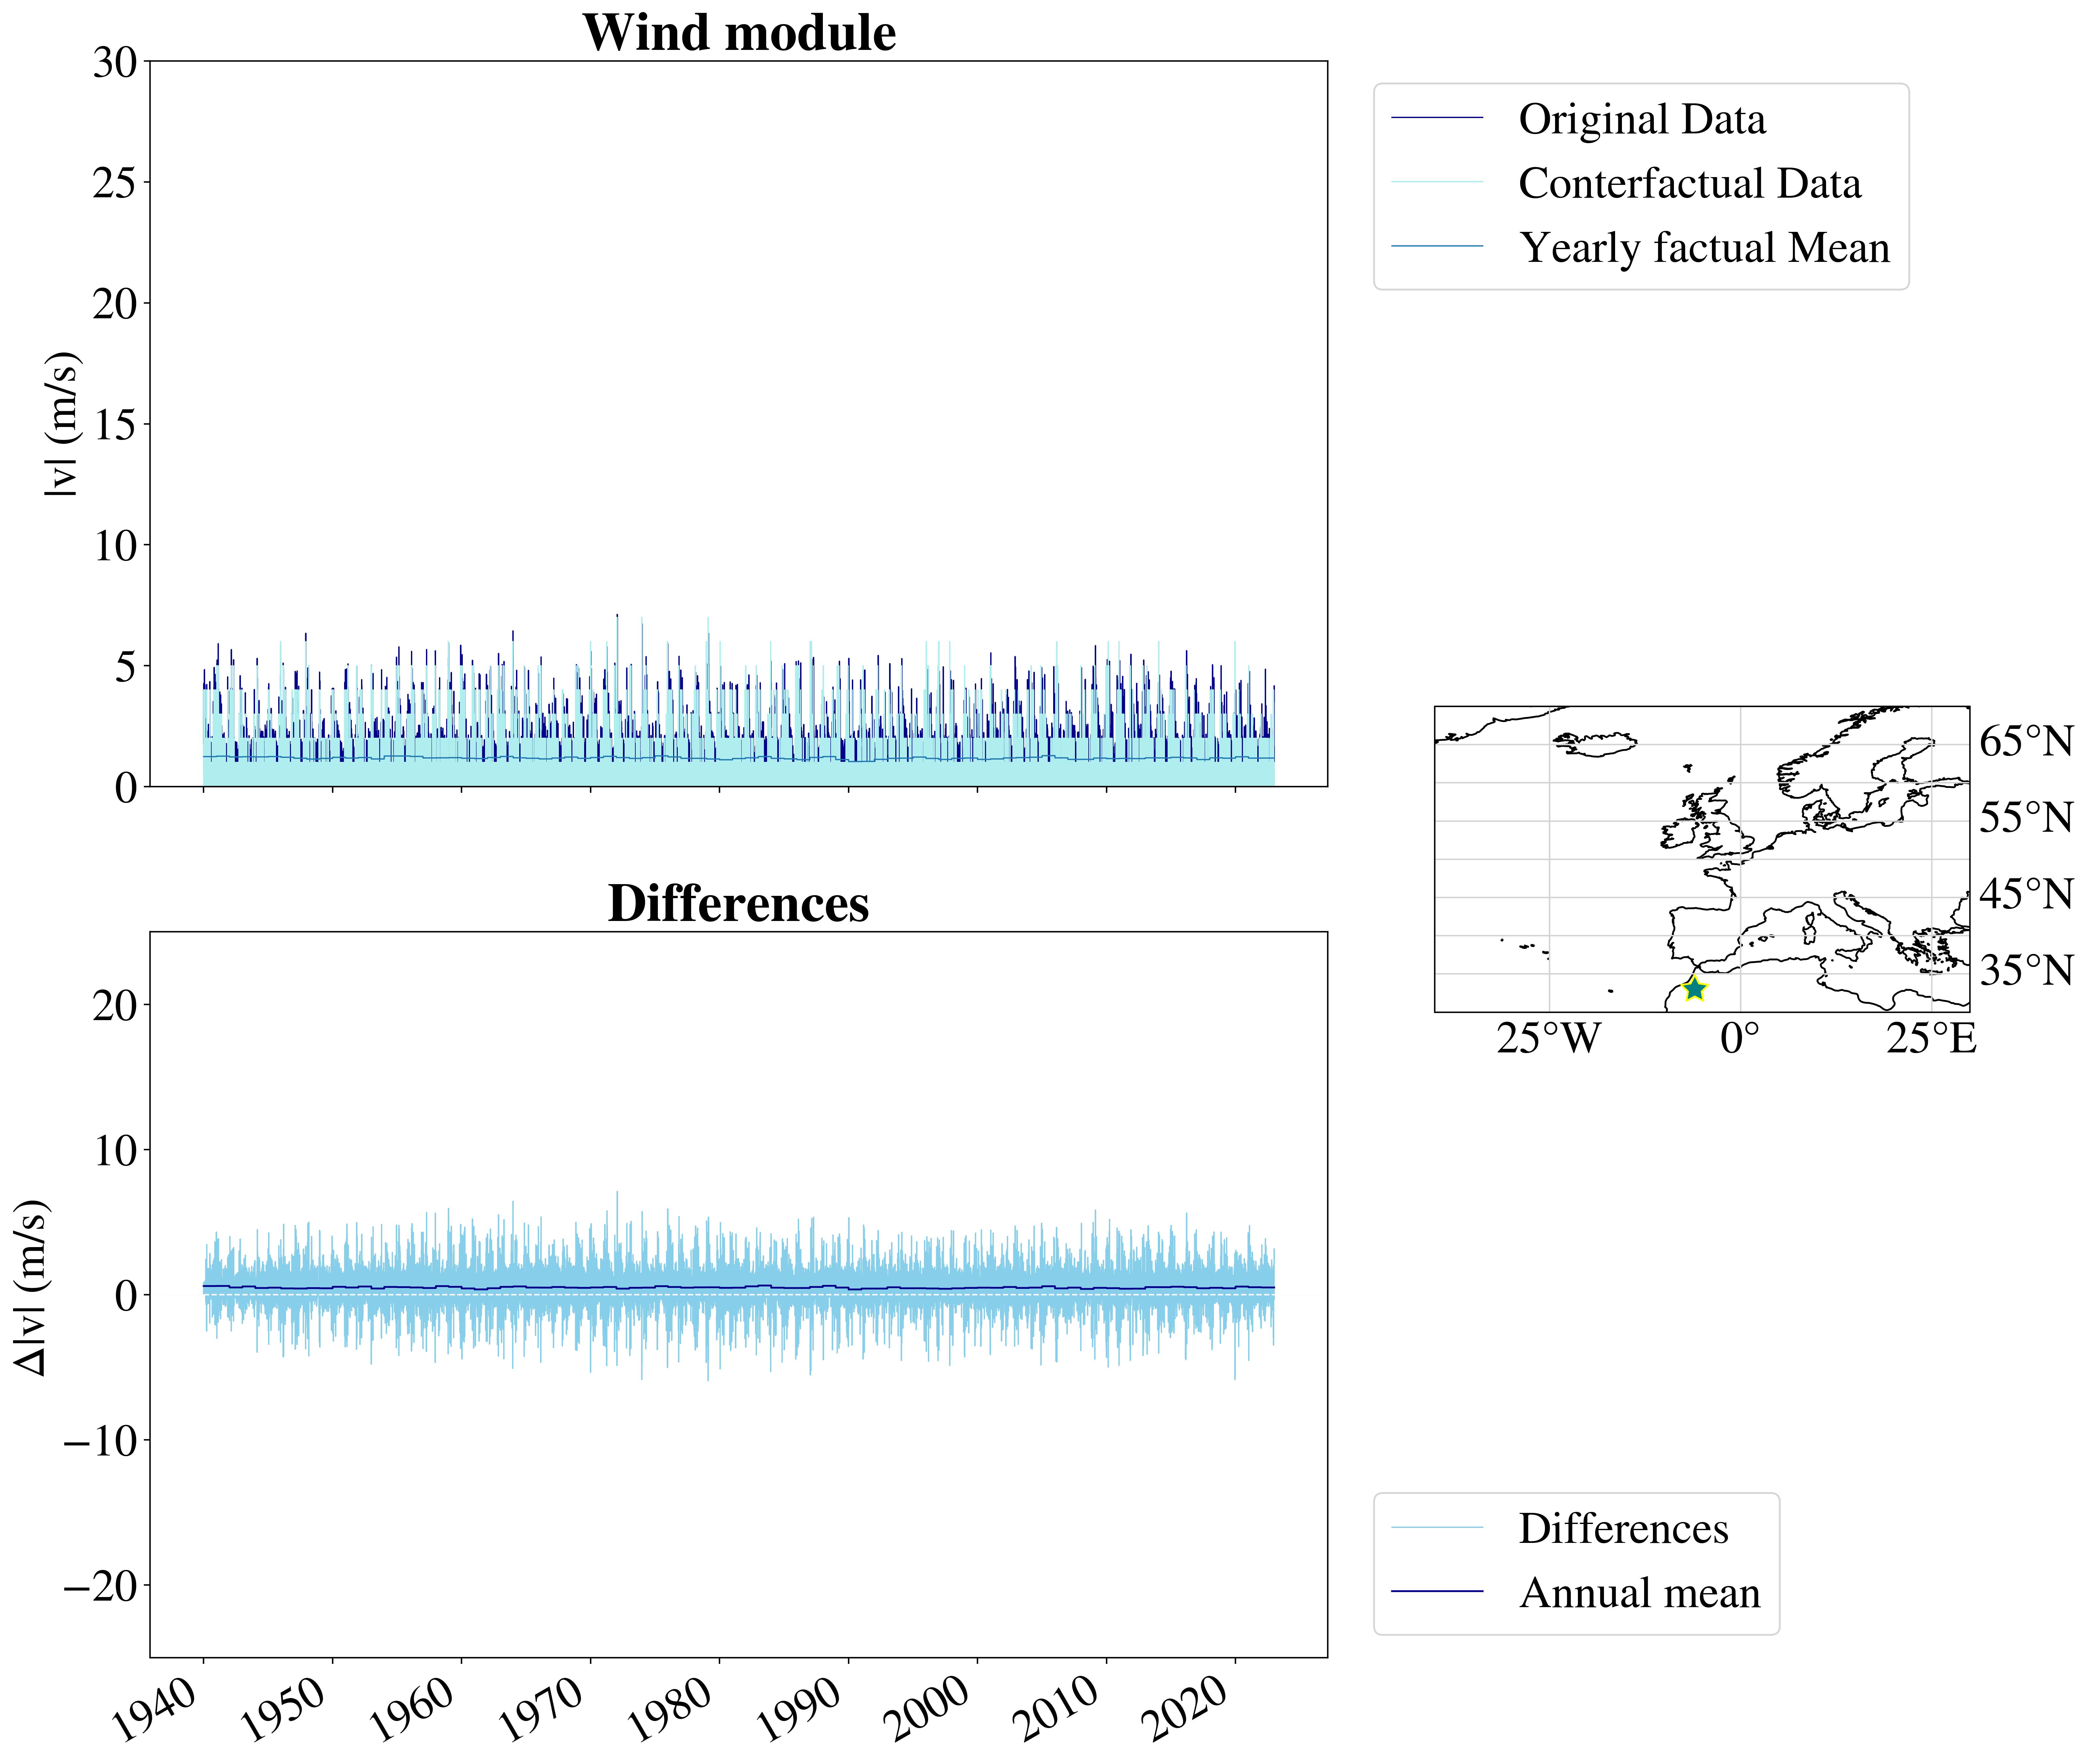 Wind module
30
25
20
15
10
5
0
|v| (m/s)
Original Data
Conterfactual Data
Yearly factual Mean
65°N
55°N
45°N
35°N
25°W 0° 25°E
Differences
20
10
0
−10
−20
Δ|v| (m/s)
1940 1950 1960 1970 1980 1990 2000 2010 2020
Differences
Annual mean